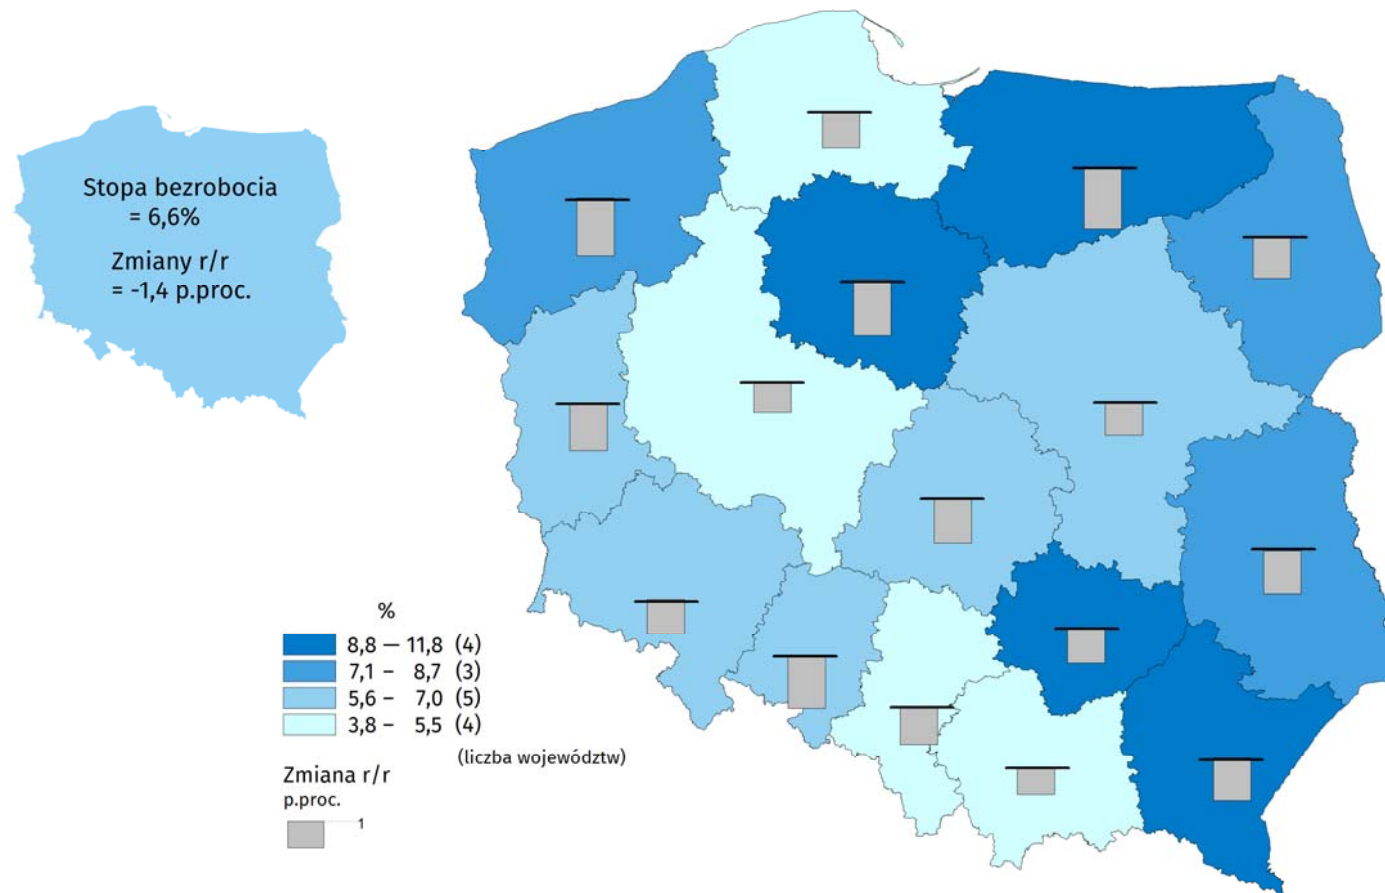 Stopa bezrobocia
= 6,6%
Zmiany r/r
= -1,4 p.proc.
%
8,8 – 11,8 (4)
7,1 – 8,7 (3)
5,6 – 7,0 (5)
3,8 – 5,5 (4)
(liczba województw)
Zmiana r/r
p.proc.
1